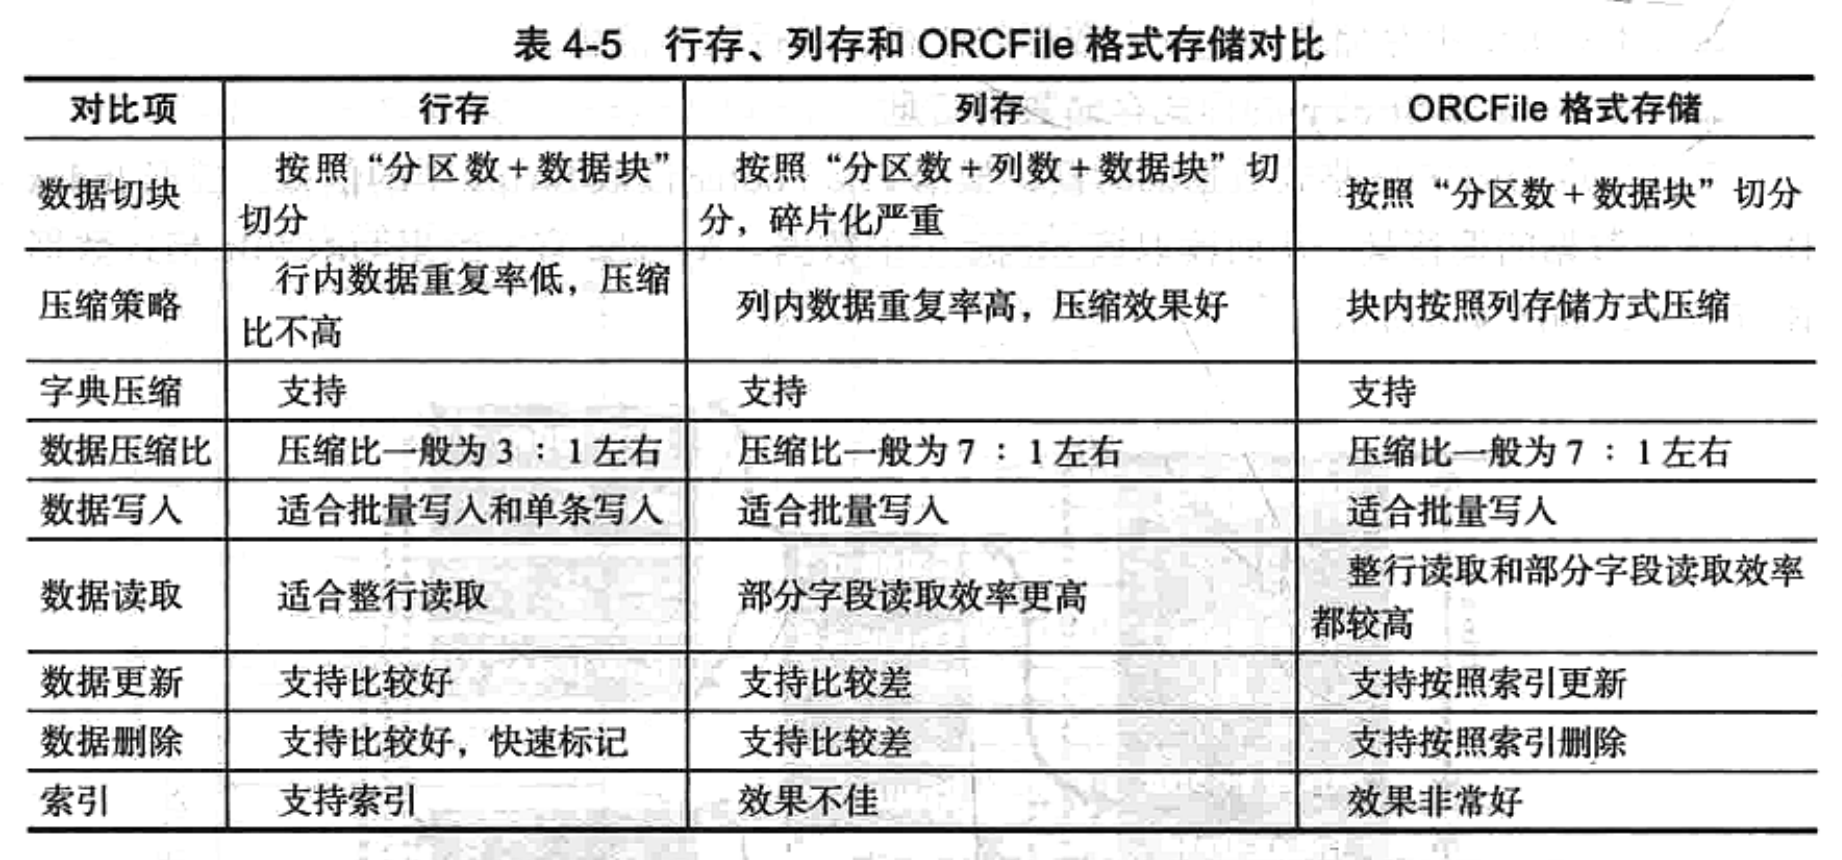 表 4-5 行存、列存和 ORCFile 格式存储对比
对比项 行存 列存 ORCFile 格式存储
数据切块 按照“分区数+数据块”切分 按照“分区数+列数+数据块”切分，碎片化严重 按照“分区数+数据块”切分
压缩策略 行内数据重复率低，压缩比不高 列内数据重复率高，压缩效果好 块内按照列存储方式压缩
字典压缩 支持 支持 支持
数据压缩比 压缩比一般为 3 : 1 左右 压缩比一般为 7 : 1 左右 压缩比一般为 7 : 1 左右
数据写入 适合批量写入和单条写入 适合批量写入 适合批量写入
数据读取 适合整行读取 部分字段读取效率更高 整行读取和部分字段读取效率都较高
数据更新 支持比较好 支持比较差 支持按照索引更新
数据删除 支持比较好，快速标记 支持比较差 支持按照索引删除
索引 支持索引 效果不佳 效果非常好